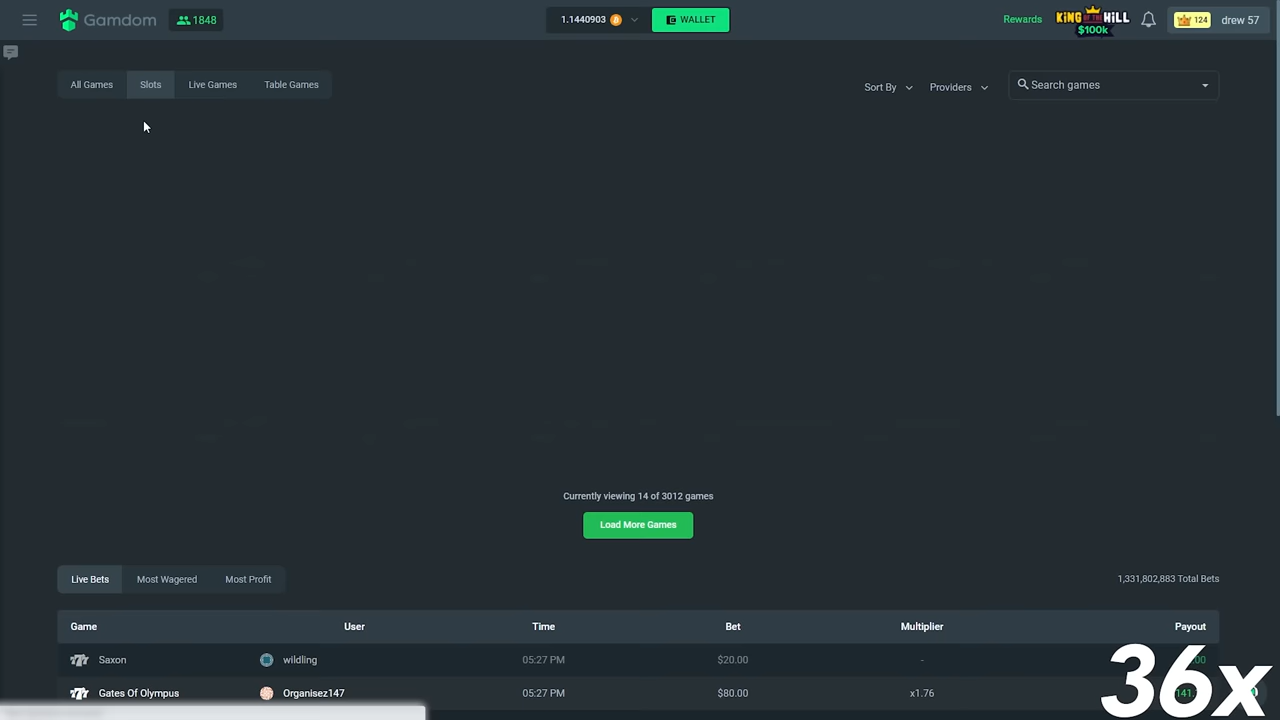 Gamdom
1848
1.1440903
WALLET
Rewards
KING OF THE HILL
$100k
124
drew 57
All Games
Slots
Live Games
Table Games
Sort By
Providers
Search games
Currently viewing 14 of 3012 games
Load More Games
Live Bets
Most Wagered
Most Profit
1,331,802,883 Total Bets
Game User Time Bet Multiplier Payout
Saxon wildling 05:27 PM $20.00 -
Gates Of Olympus Organisez147 05:27 PM $80.00 x1.76
36x